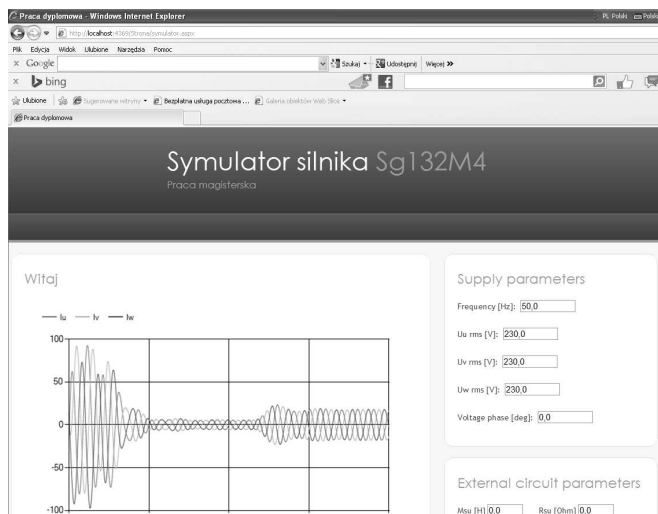 Praca dyplomowa - Windows Internet Explorer
PL Polski Polski
http://localhost:4369/Strona/symulator.aspx
Plik Edycja Widok Ulubione Narzędzia Pomoc
x Google Szukaj Udostępnij Więcej >>
x bing
Ulubione Sugerowane witryny Bezpłatna usługa pocztowa ... Galeria obiektów Web Slice
Praca dyplomowa
Symulator silnika Sg132M4
Praca magisterska
Witaj
Iu Iv Iw
100
50
0
-50
-100
Supply parameters
Frequency [Hz]: 50,0
Uu rms [V]: 230,0
Uv rms [V]: 230,0
Uw rms [V]: 230,0
Voltage phase [deg]: 0,0
External circuit parameters
Msu [H] 0.0 Rsu [Ohm] 0.0